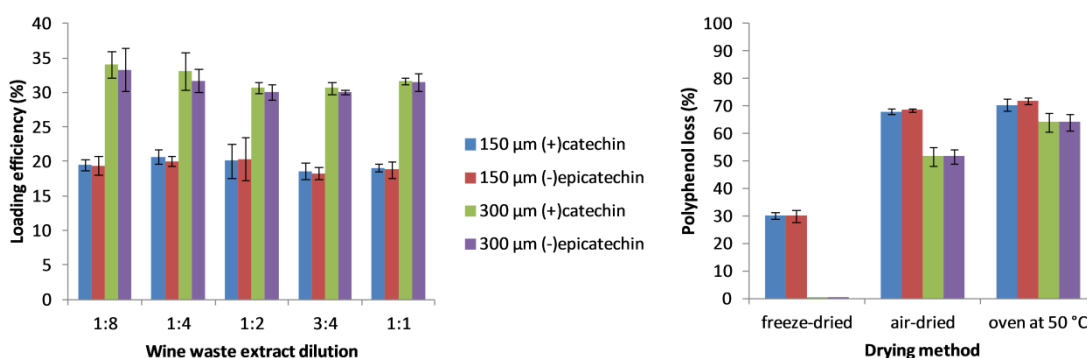 Loading efficiency (%)
40
35
30
25
20
15
10
5
0
1:8 1:4 1:2 3:4 1:1
Wine waste extract dilution
150 µm (+)catechin
150 µm (-)epicatechin
300 µm (+)catechin
300 µm (-)epicatechin
Polyphenol loss (%)
100
90
80
70
60
50
40
30
20
10
0
freeze-dried air-dried oven at 50 °C
Drying method